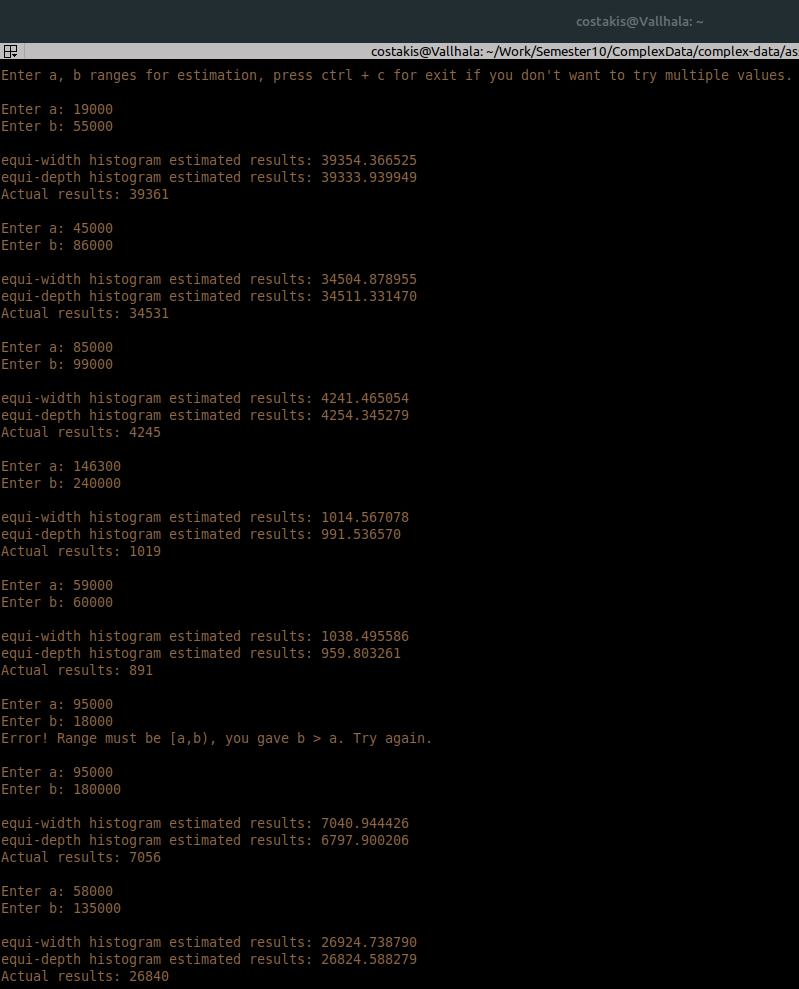 costakis@Vallhala: ~
costakis@Vallhala: ~/Work/Semester10/ComplexData/complex-data/ass
Enter a, b ranges for estimation, press ctrl + c for exit if you don't want to try multiple values.
Enter a: 19000
Enter b: 55000
equi-width histogram estimated results: 39354.366525
equi-depth histogram estimated results: 39333.939949
Actual results: 39361
Enter a: 45000
Enter b: 86000
equi-width histogram estimated results: 34504.878955
equi-depth histogram estimated results: 34511.331470
Actual results: 34531
Enter a: 85000
Enter b: 99000
equi-width histogram estimated results: 4241.465054
equi-depth histogram estimated results: 4254.345279
Actual results: 4245
Enter a: 146300
Enter b: 240000
equi-width histogram estimated results: 1014.567078
equi-depth histogram estimated results: 991.536570
Actual results: 1019
Enter a: 59000
Enter b: 60000
equi-width histogram estimated results: 1038.495586
equi-depth histogram estimated results: 959.803261
Actual results: 891
Enter a: 95000
Enter b: 18000
Error! Range must be [a,b), you gave b > a. Try again.
Enter a: 95000
Enter b: 180000
equi-width histogram estimated results: 7040.944426
equi-depth histogram estimated results: 6797.900206
Actual results: 7056
Enter a: 58000
Enter b: 135000
equi-width histogram estimated results: 26924.738790
equi-depth histogram estimated results: 26824.588279
Actual results: 26840